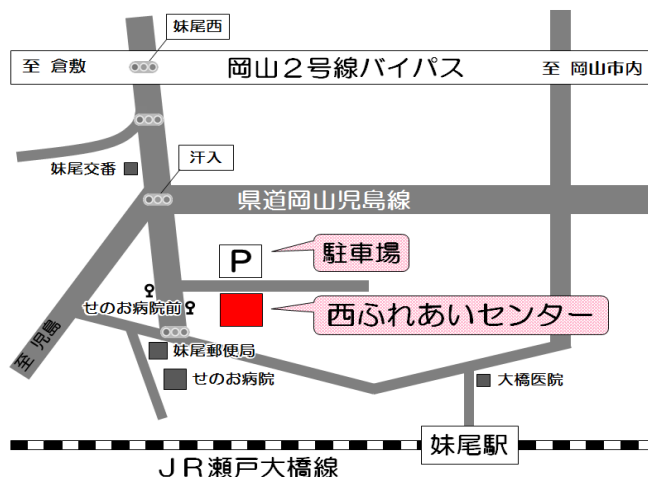 妹尾西
至 倉敷
岡山２号線バイパス
至 岡山市内
妹尾交番
汗入
県道岡山児島線
P
駐車場
せのお病院前
西ふれあいセンター
至 児島
妹尾郵便局
せのお病院
大橋医院
妹尾駅
ＪＲ瀬戸大橋線